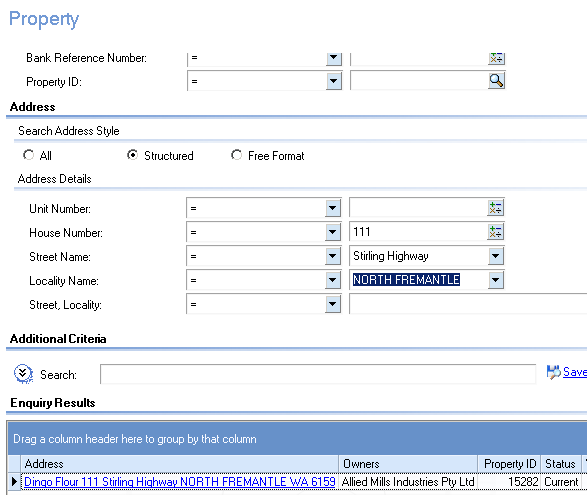 Property
Bank Reference Number: =
Property ID: =
Address
Search Address Style
All Structured Free Format
Address Details
Unit Number: =
House Number: = 111
Street Name: = Stirling Highway
Locality Name: = NORTH FREMANTLE
Street, Locality: =
Additional Criteria
Search: Save
Enquiry Results
Drag a column header here to group by that column
Address Owners Property ID Status
Dingo Flour 111 Stirling Highway NORTH FREMANTLE WA 6159 Allied Mills Industries Pty Ltd 15282 Current